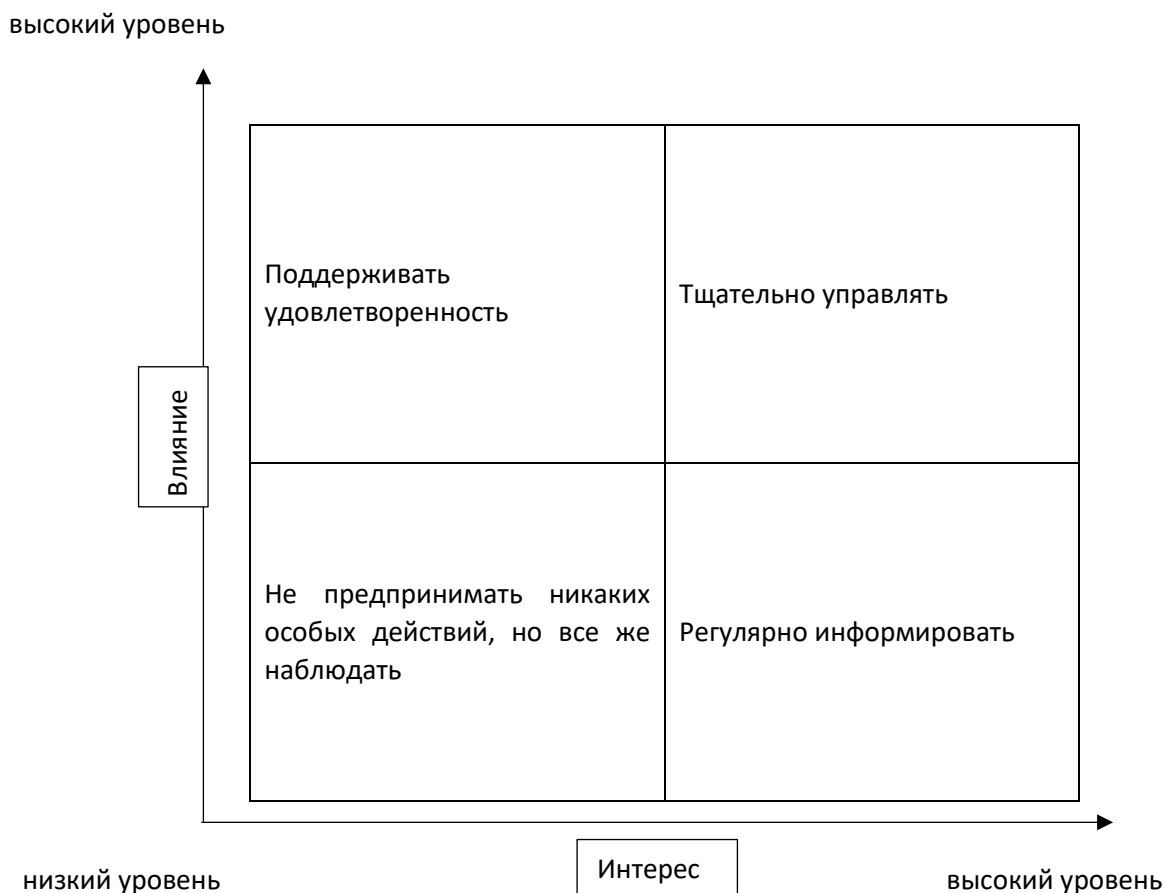 высокий уровень
Поддерживать
удовлетворенность
Тщательно управлять
Влияние
Не предпринимать никаких
особых действий, но все же
наблюдать
Регулярно информировать
низкий уровень
Интерес
высокий уровень